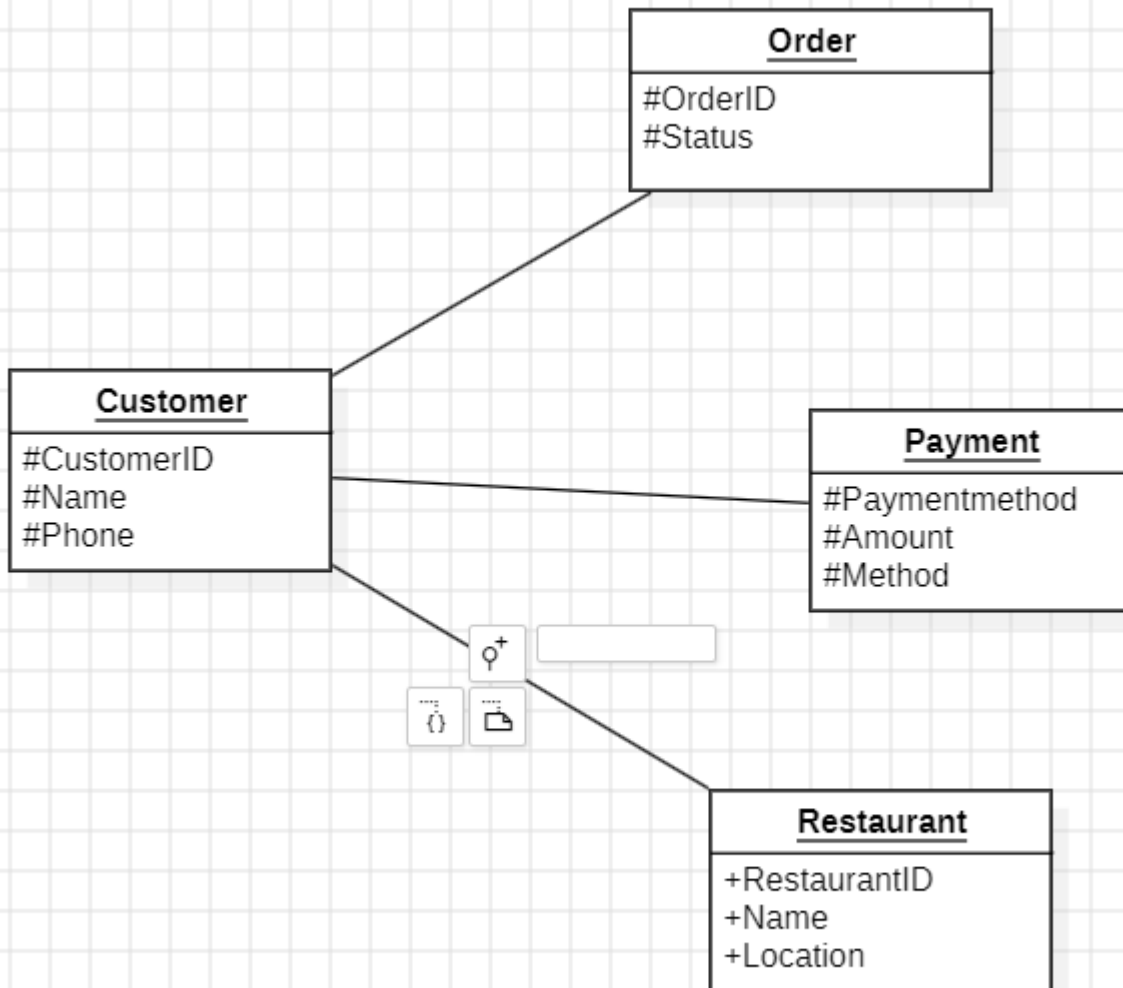 Order
#OrderID
#Status
Customer
#CustomerID
#Name
#Phone
Payment
#Paymentmethod
#Amount
#Method
{}
Restaurant
+RestaurantID
+Name
+Location